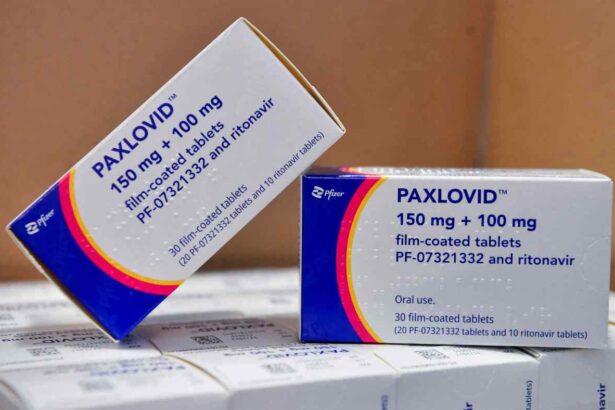 PAXLOVID™
150 mg + 100 mg
film-coated tablets
PF-07321332 and ritonavir
30 film-coated tablets
(20 PF-07321332 tablets and 10 ritonavir tablets)
Pfizer
Pfizer
PAXLOVID™
150 mg + 100 mg
film-coated tablets
PF-07321332 and ritonavir
Oral use.
30 film-coated tablets
(20 PF-07321332 tablets and 10 ritonavir tablets)